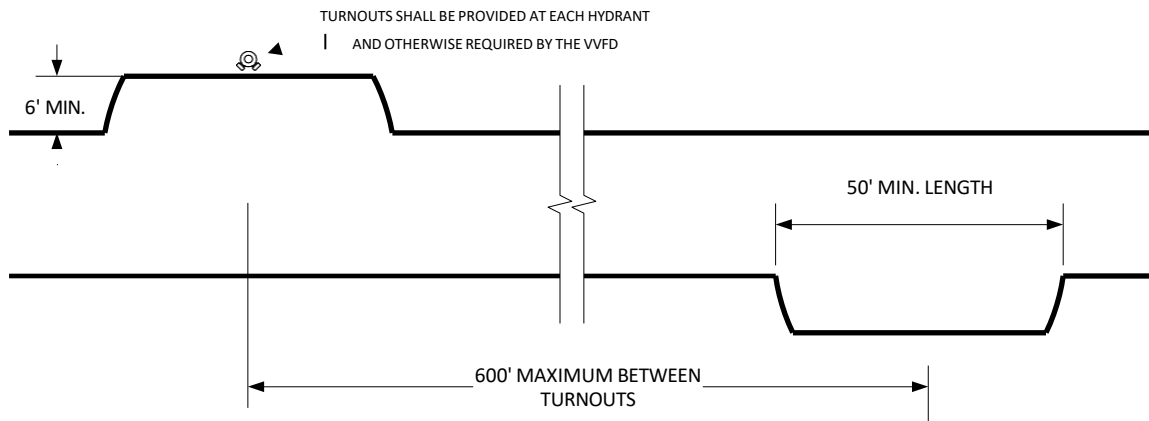 TURNOUTS SHALL BE PROVIDED AT EACH HYDRANT
AND OTHERWISE REQUIRED BY THE VVFD
6' MIN.
50' MIN. LENGTH
600' MAXIMUM BETWEEN
TURNOUTS